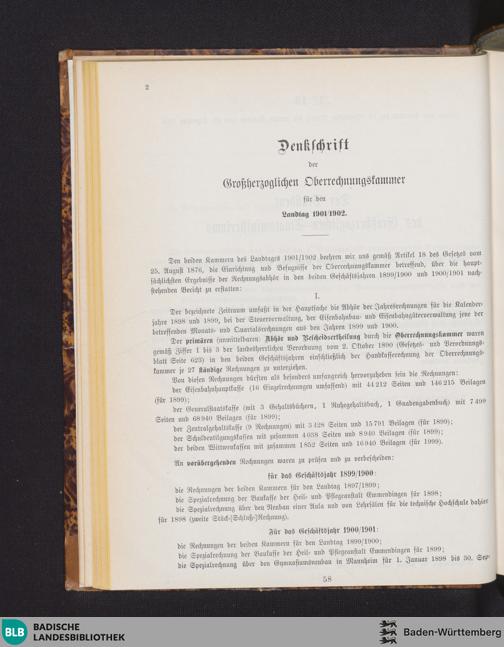 2
Denkschrift
der
Großherzoglichen Oberrechnungskammer
für den
Landtag 1901/1902.
Den beiden Kammern des Landtages 1901/1902 beehren wir uns gemäß Artikel 18 des Gesetzes vom
25. August 1876, die Einrichtung und Befugnisse der Oberrechnungskammer betreffend, über die haupt-
sächlichsten Ergebnisse der Rechnungsabhör in den beiden Geschäftsjahren 1899/1900 und 1900/1901 nach-
stehenden Bericht zu erstatten:
I.
Der bezeichnete Zeitraum umfaßt in der Hauptsache die Abhör der Jahresrechnungen für die Kalender-
jahre 1898 und 1899, bei der Steuerverwaltung, der Eisenbahnbau- und Eisenbahngüterverwaltung jene der
betreffenden Monats- und Quartalsrechnungen aus den Jahren 1899 und 1900.
Der primären (unmittelbaren) Abhör und Bescheidserteilung durch die Oberrechnungskammer waren
gemäß Ziffer 1 bis 3 der landesherrlichen Verordnung vom 2. Oktober 1890 (Gesetzes- und Verordnungs-
blatt Seite 623) in den beiden Geschäftsjahren einschließlich der Handkasserechnung der Oberrechnungs-
kammer je 27 ständige Rechnungen zu unterziehen.
Von diesen Rechnungen dürften als besonders umfangreich hervorzuheben sein die Rechnungen:
der Eisenbahnhauptkasse (16 Einzelrechnungen umfassend) mit 44 212 Seiten und 146 215 Beilagen
(für 1899);
der Generalstaatskasse (mit 3 Gehaltsbüchern, 1 Ruhegehaltsbuch, 1 Gnadengabenbuch) mit 7 499
Seiten und 68 940 Beilagen (für 1899);
der Zentralgehaltskasse (9 Rechnungen) mit 3 428 Seiten und 15 791 Beilagen (für 1899);
der Schuldentilgungskassen mit zusammen 4 038 Seiten und 8 940 Beilagen (für 1899);
der beiden Wittwenkassen mit zusammen 1 852 Seiten und 16 940 Beilagen (für 1999).
An vorübergehenden Rechnungen waren zu prüfen und zu verbescheiden:
für das Geschäftsjahr 1899/1900:
die Rechnungen der beiden Kammern für den Landtag 1897/1899;
die Spezialrechnung der Baukasse der Heil- und Pflegeanstalt Emmendingen für 1898;
die Spezialrechnung über den Neubau einer Aula und von Lehrsälen für die technische Hochschule dahier
für 1898 (zweite Stück-[Schluß-]Rechnung).
Für das Geschäftsjahr 1900/1901:
die Rechnungen der beiden Kammern für den Landtag 1899/1900;
die Spezialrechnung der Baukasse der Heil- und Pflegeanstalt Emmendingen für 1899;
die Spezialrechnung über den Gymnasiumsneubau in Mannheim für 1. Januar 1898 bis 30. Sep-
58
BLB
BADISCHE
LANDESBIBLIOTHEK
Baden-Württemberg